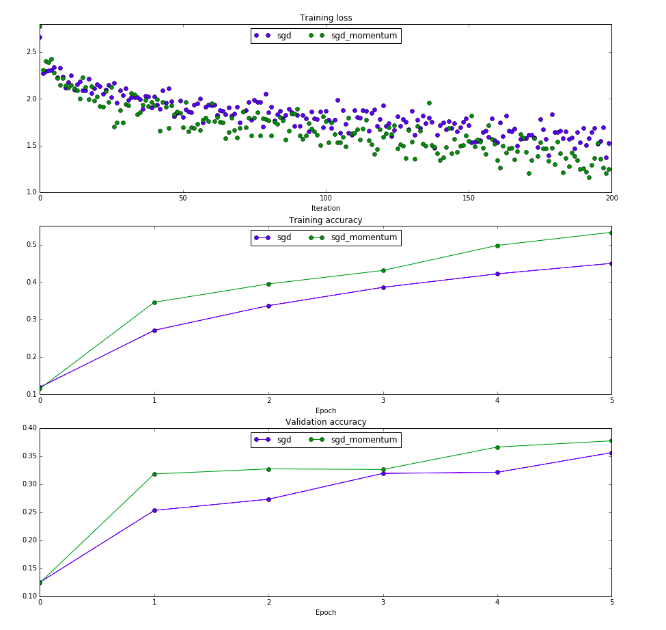 Training loss
sgd sgd_momentum
2.5
2.0
1.5
1.0
0 50 100 150 200
Iteration
Training accuracy
sgd sgd_momentum
0.5
0.4
0.3
0.2
0.1
0 1 2 3 4 5
Epoch
Validation accuracy
0.40
sgd sgd_momentum
0.35
0.30
0.25
0.20
0.15
0.10
0 1 2 3 4 5
Epoch